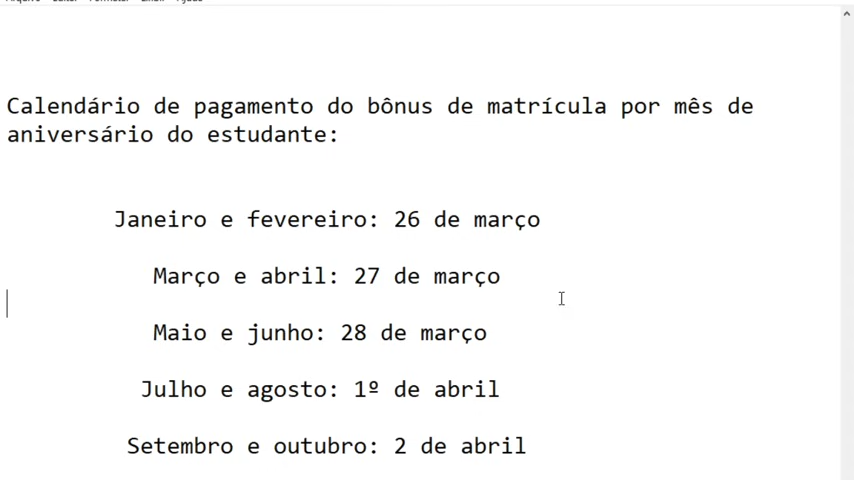 Calendário de pagamento do bônus de matrícula por mês de
aniversário do estudante:
Janeiro e fevereiro: 26 de março
Março e abril: 27 de março
Maio e junho: 28 de março
Julho e agosto: 1º de abril
Setembro e outubro: 2 de abril